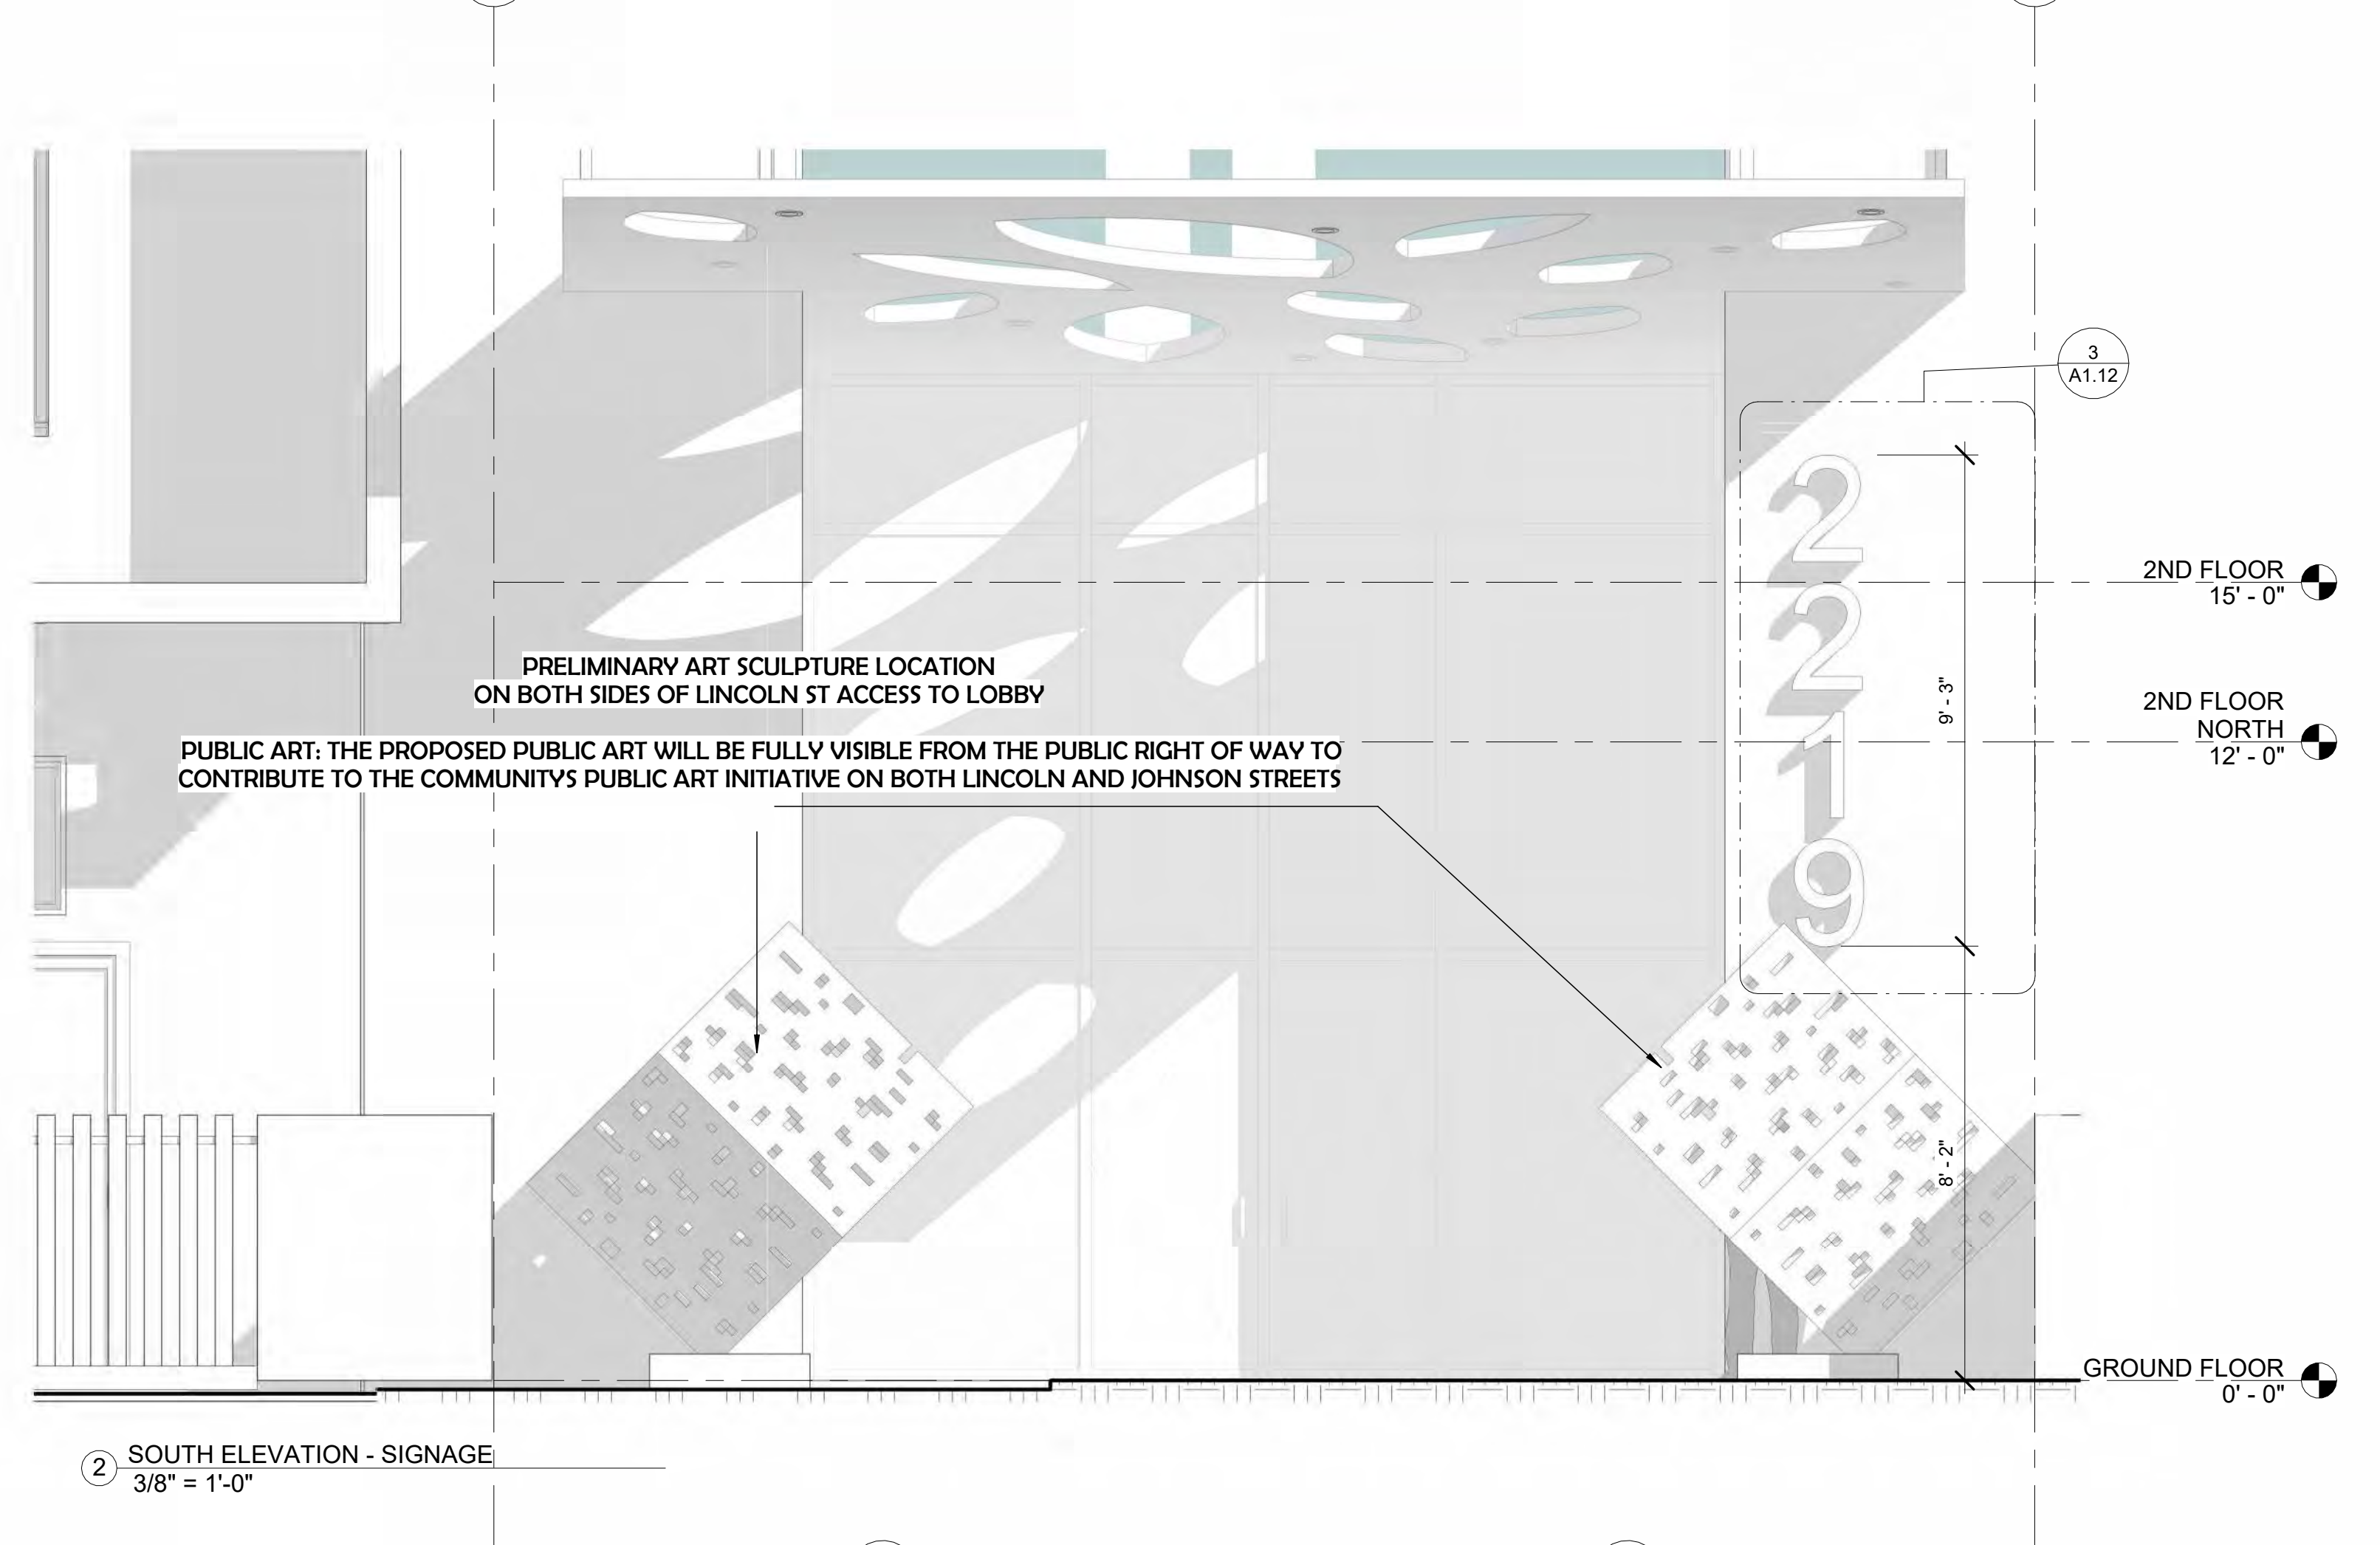 3
A1.12
2
2
1
9
9' - 3"
2ND FLOOR
15' - 0"
PRELIMINARY ART SCULPTURE LOCATION
ON BOTH SIDES OF LINCOLN ST ACCESS TO LOBBY
2ND FLOOR
NORTH
12' - 0"
PUBLIC ART: THE PROPOSED PUBLIC ART WILL BE FULLY VISIBLE FROM THE PUBLIC RIGHT OF WAY TO
CONTRIBUTE TO THE COMMUNITYS PUBLIC ART INITIATIVE ON BOTH LINCOLN AND JOHNSON STREETS
8' - 2"
GROUND FLOOR
0' - 0"
2
SOUTH ELEVATION - SIGNAGE
3/8" = 1'-0"